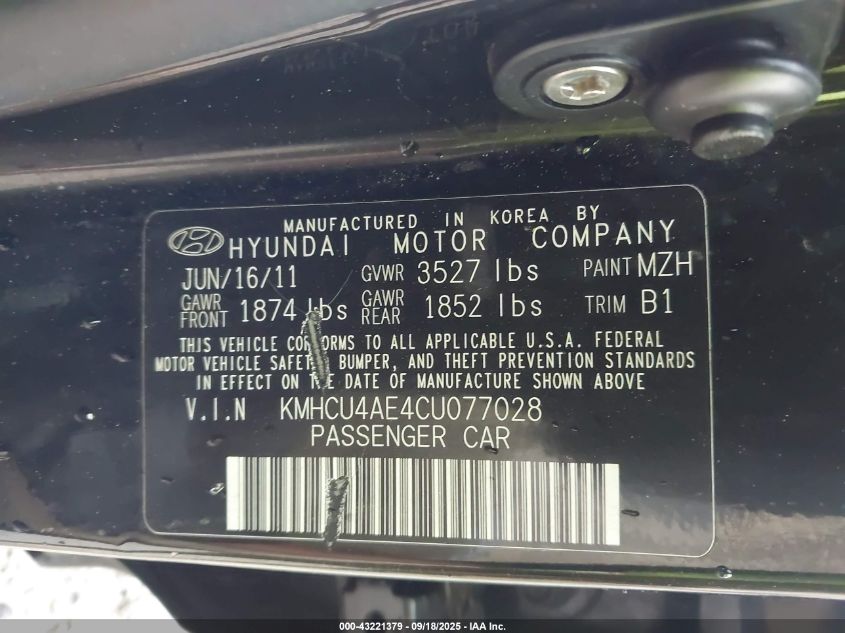 MANUFACTURED IN KOREA BY
HYUNDAI MOTOR COMPANY
JUN/16/11 GVWR 3527 lbs PAINT MZH
GAWR FRONT 1874 lbs GAWR REAR 1852 lbs TRIM B1
THIS VEHICLE CONFORMS TO ALL APPLICABLE U.S.A. FEDERAL
MOTOR VEHICLE SAFETY, BUMPER, AND THEFT PREVENTION STANDARDS
IN EFFECT ON THE DATE OF MANUFACTURE SHOWN ABOVE
V.I.N KMHCU4AE4CU077028
PASSENGER CAR
000-43221379 - 09/18/2025 - IAA Inc.